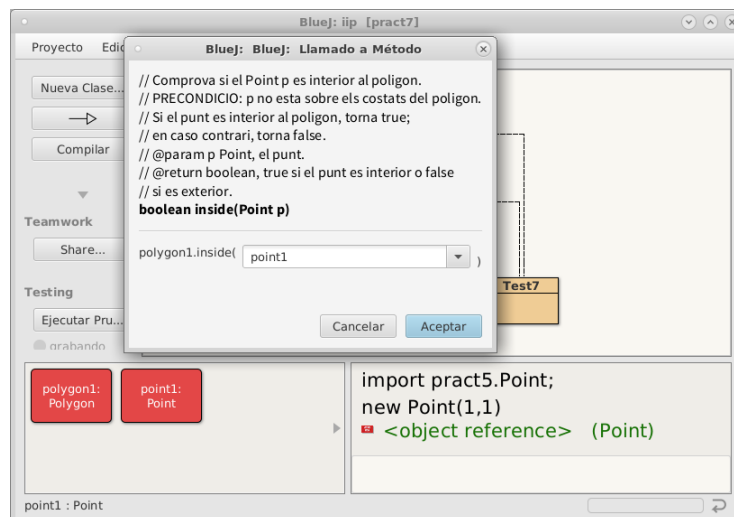 BlueJ: iip [pract7]
Proyecto Edic
BlueJ: BlueJ: Llamado a Método
// Comprova si el Point p es interior al poligon.
// PRECONDICIO: p no esta sobre els costats del poligon.
// Si el punt es interior al poligon, torna true;
// en caso contrari, torna false.
// @param p Point, el punt.
// @return boolean, true si el punt es interior o false
// si es exterior.
boolean inside(Point p)
polygon1.inside( point1 )
Cancelar Aceptar
Nueva Clase...
Compilar
Teamwork
Share...
Testing
Ejecutar Pru...
grabando
Test7
polygon1:
Polygon
point1:
Point
import pract5.Point;
new Point(1,1)
<object reference> (Point)
point1 : Point